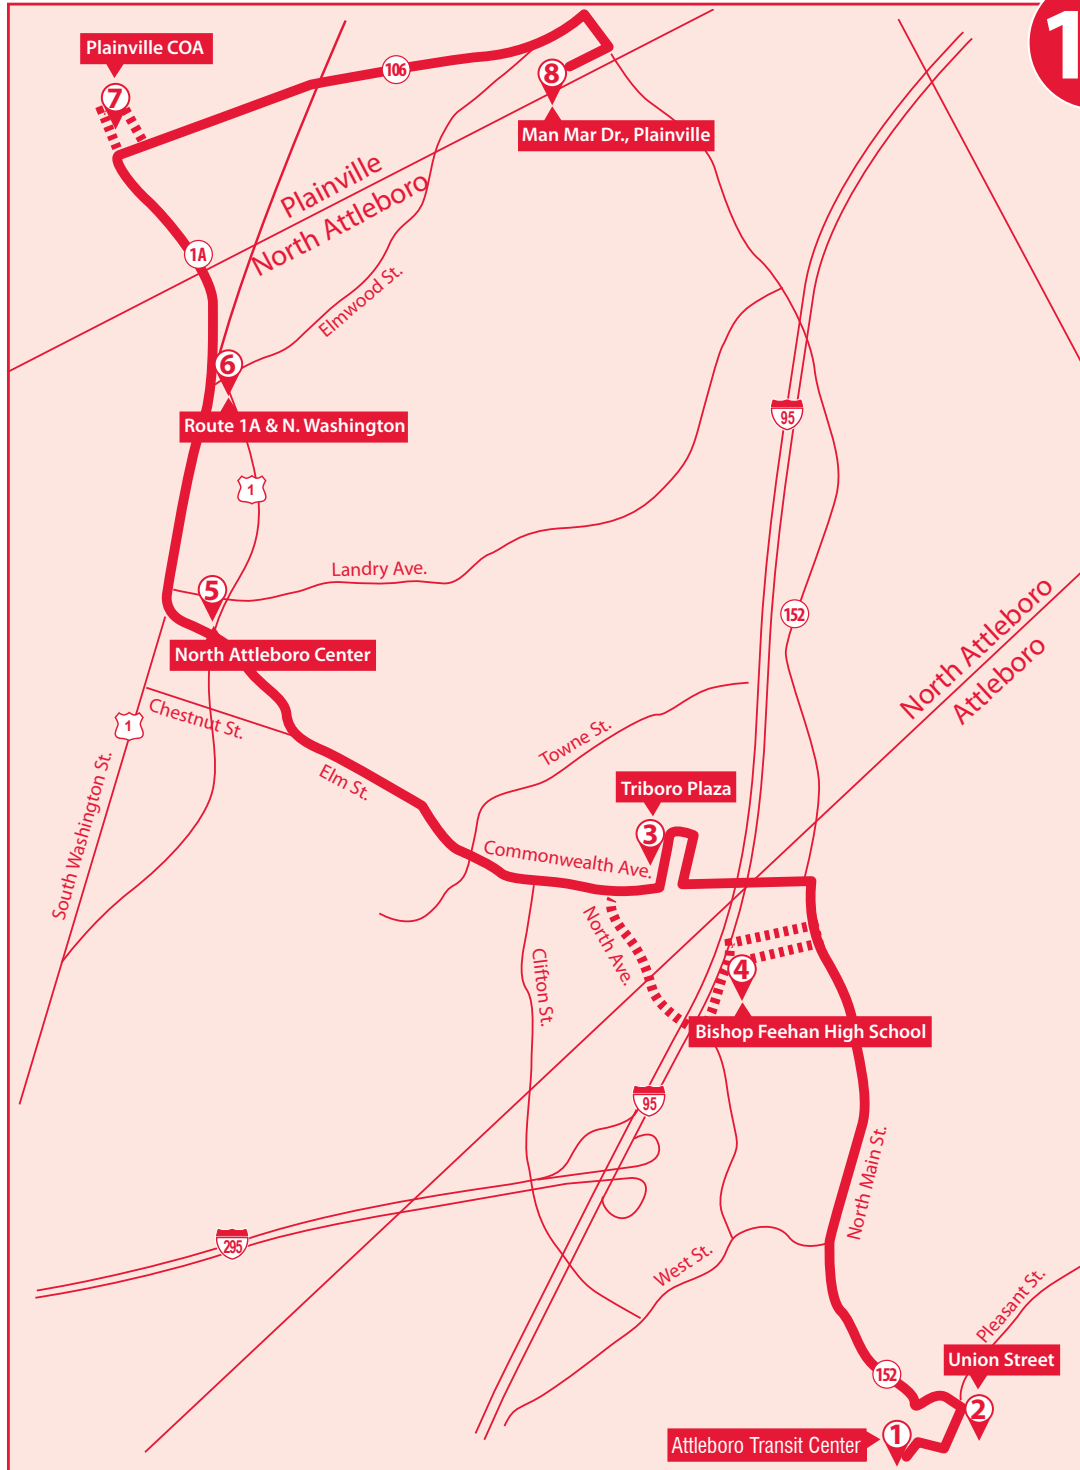 1
Plainville COA
7
106
8
Man Mar Dr., Plainville
Plainville
North Attleboro
1A
Elmwood St.
6
Route 1A & N. Washington
95
1
Landry Ave.
5
152
North Attleboro Center
North Attleboro
Attleboro
Chestnut St.
1
Towne St.
Elm St.
South Washington St.
Triboro Plaza
3
Commonwealth Ave.
North Ave.
Clifton St.
4
Bishop Feehan High School
95
North Main St.
295
West St.
Pleasant St.
Union Street
152
2
1
Attleboro Transit Center